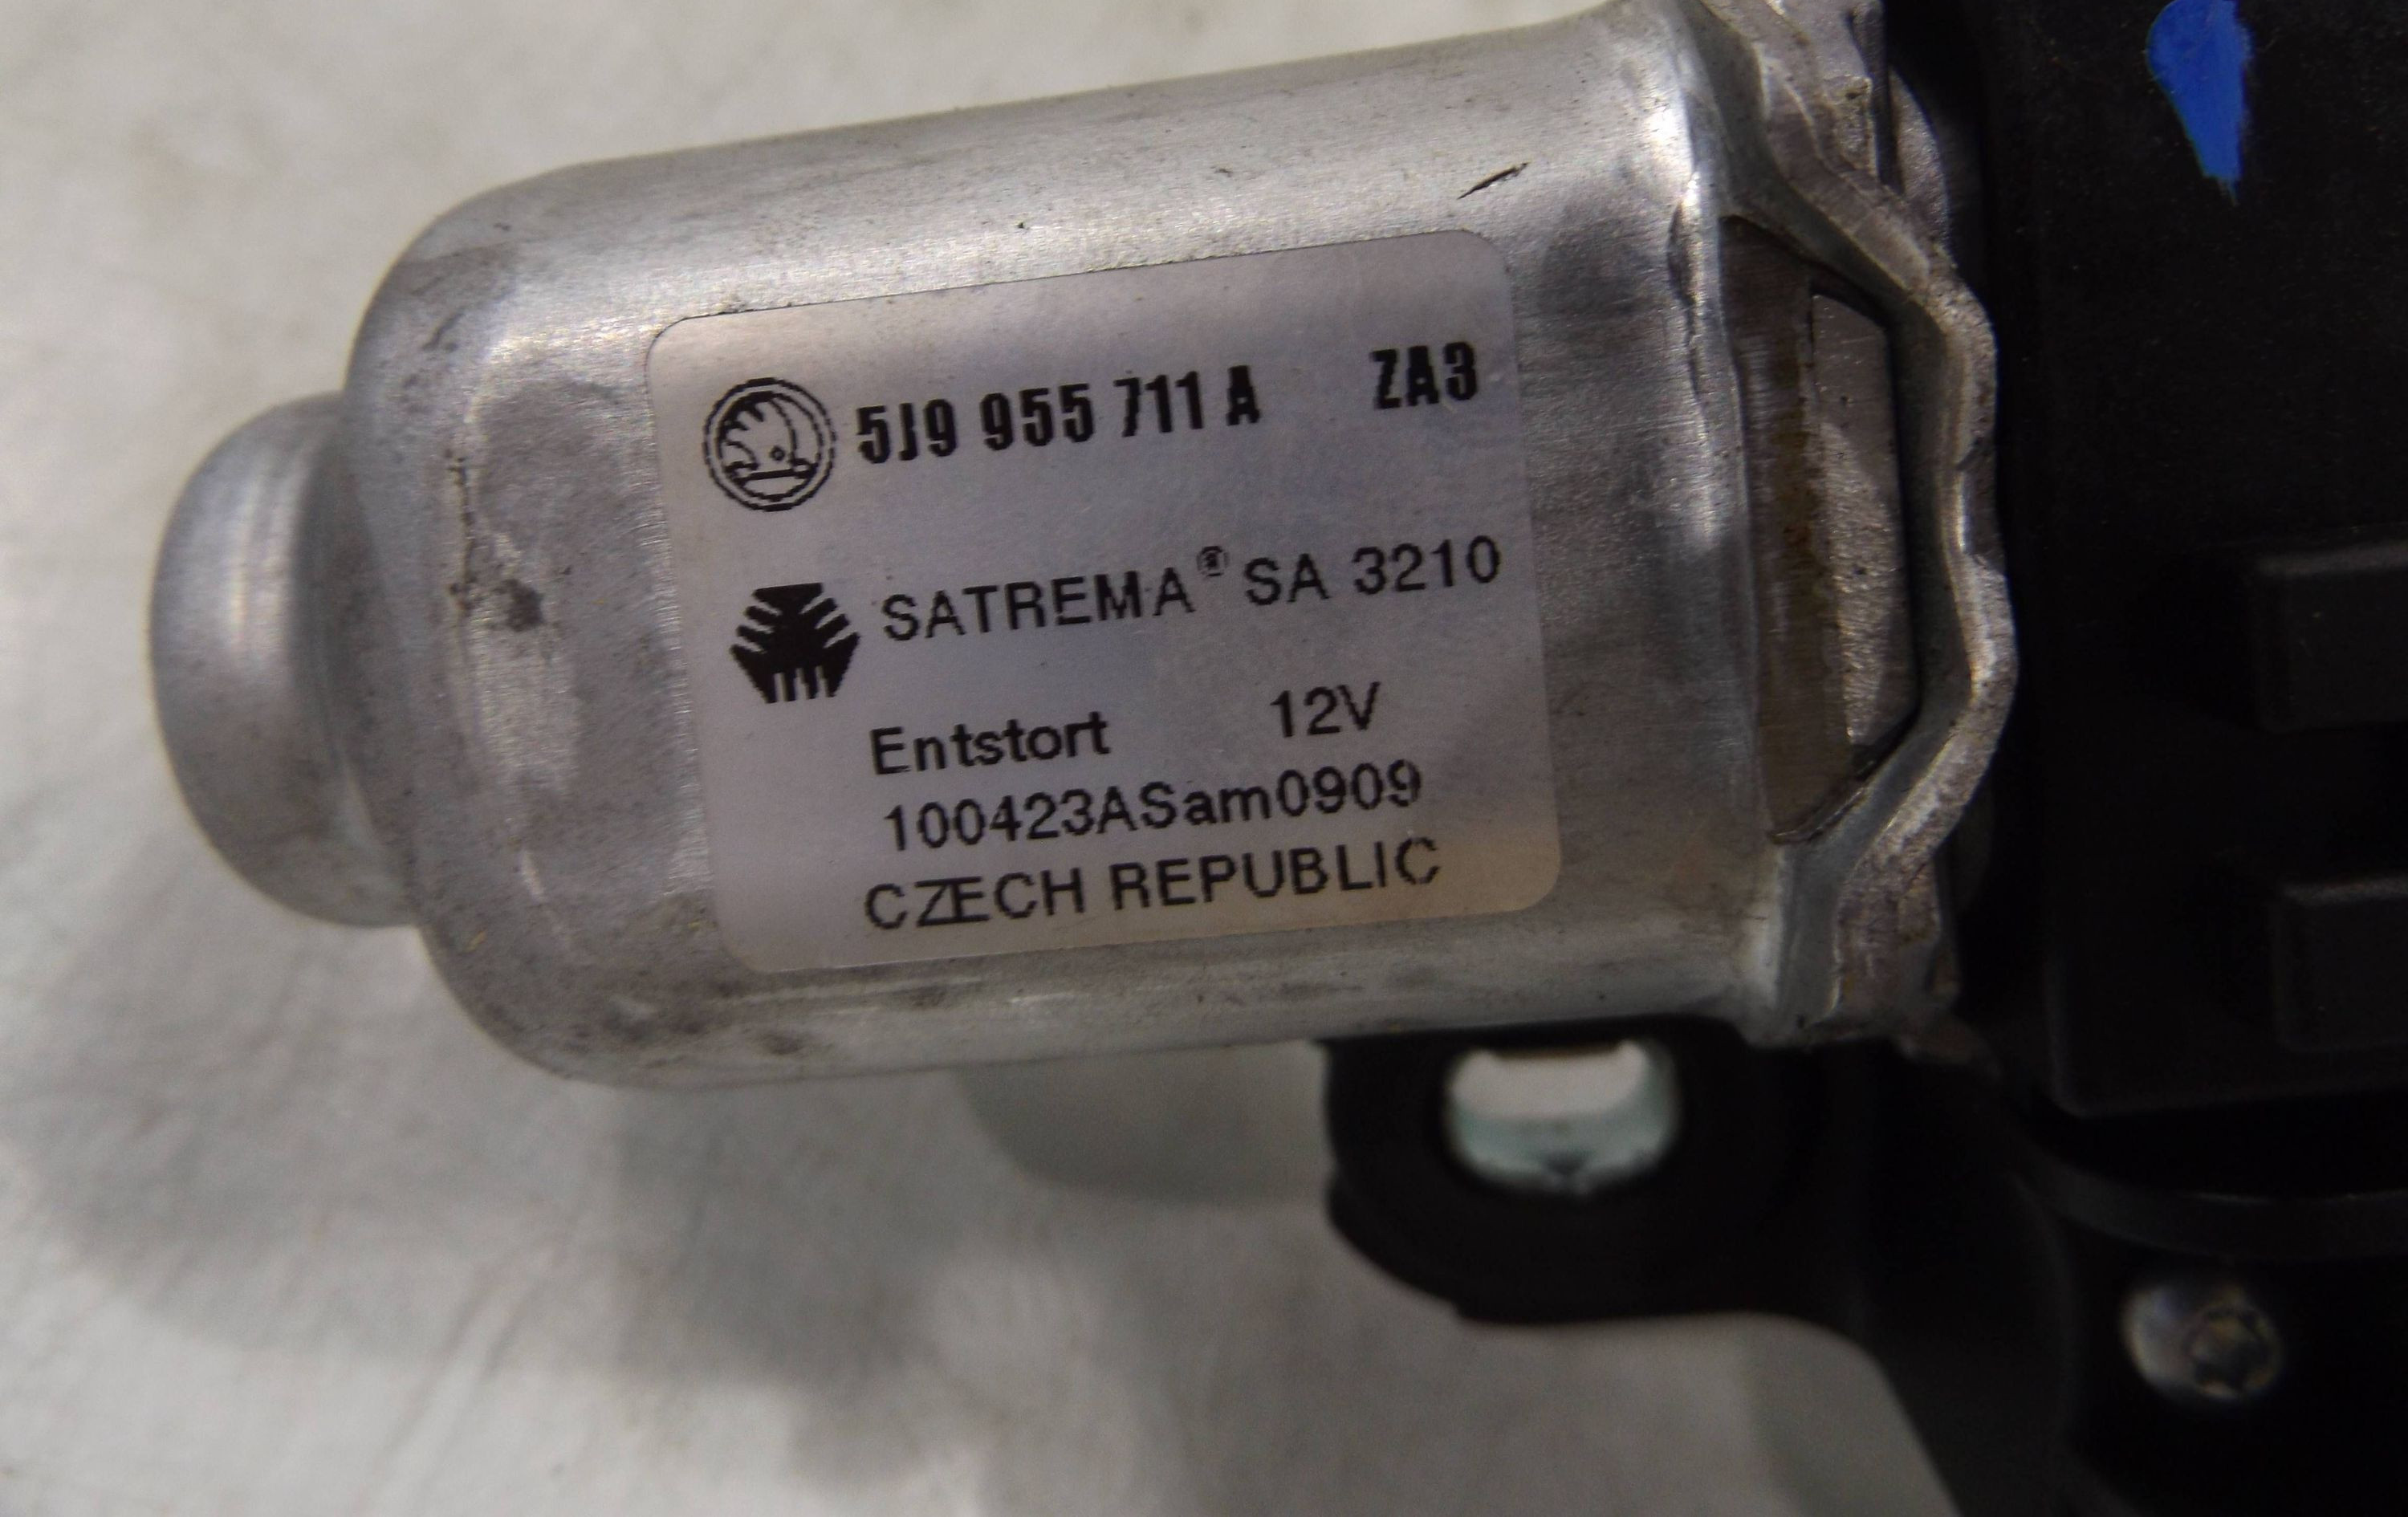 5J9 955 711 A ZA3
SATREMA® SA 3210
Entstort 12V
100423ASam0909
CZECH REPUBLIC